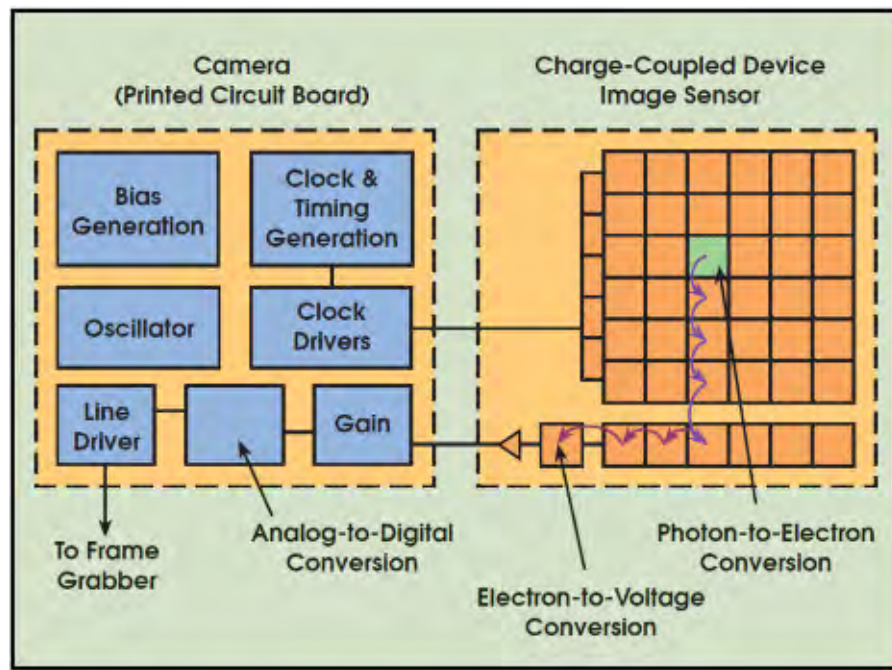 Camera
(Printed Circuit Board)
Charge-Coupled Device
Image Sensor
Bias
Generation
Clock &
Timing
Generation
Oscillator
Clock
Drivers
Line
Driver
Gain
To Frame
Grabber
Analog-to-Digital
Conversion
Electron-to-Voltage
Conversion
Photon-to-Electron
Conversion